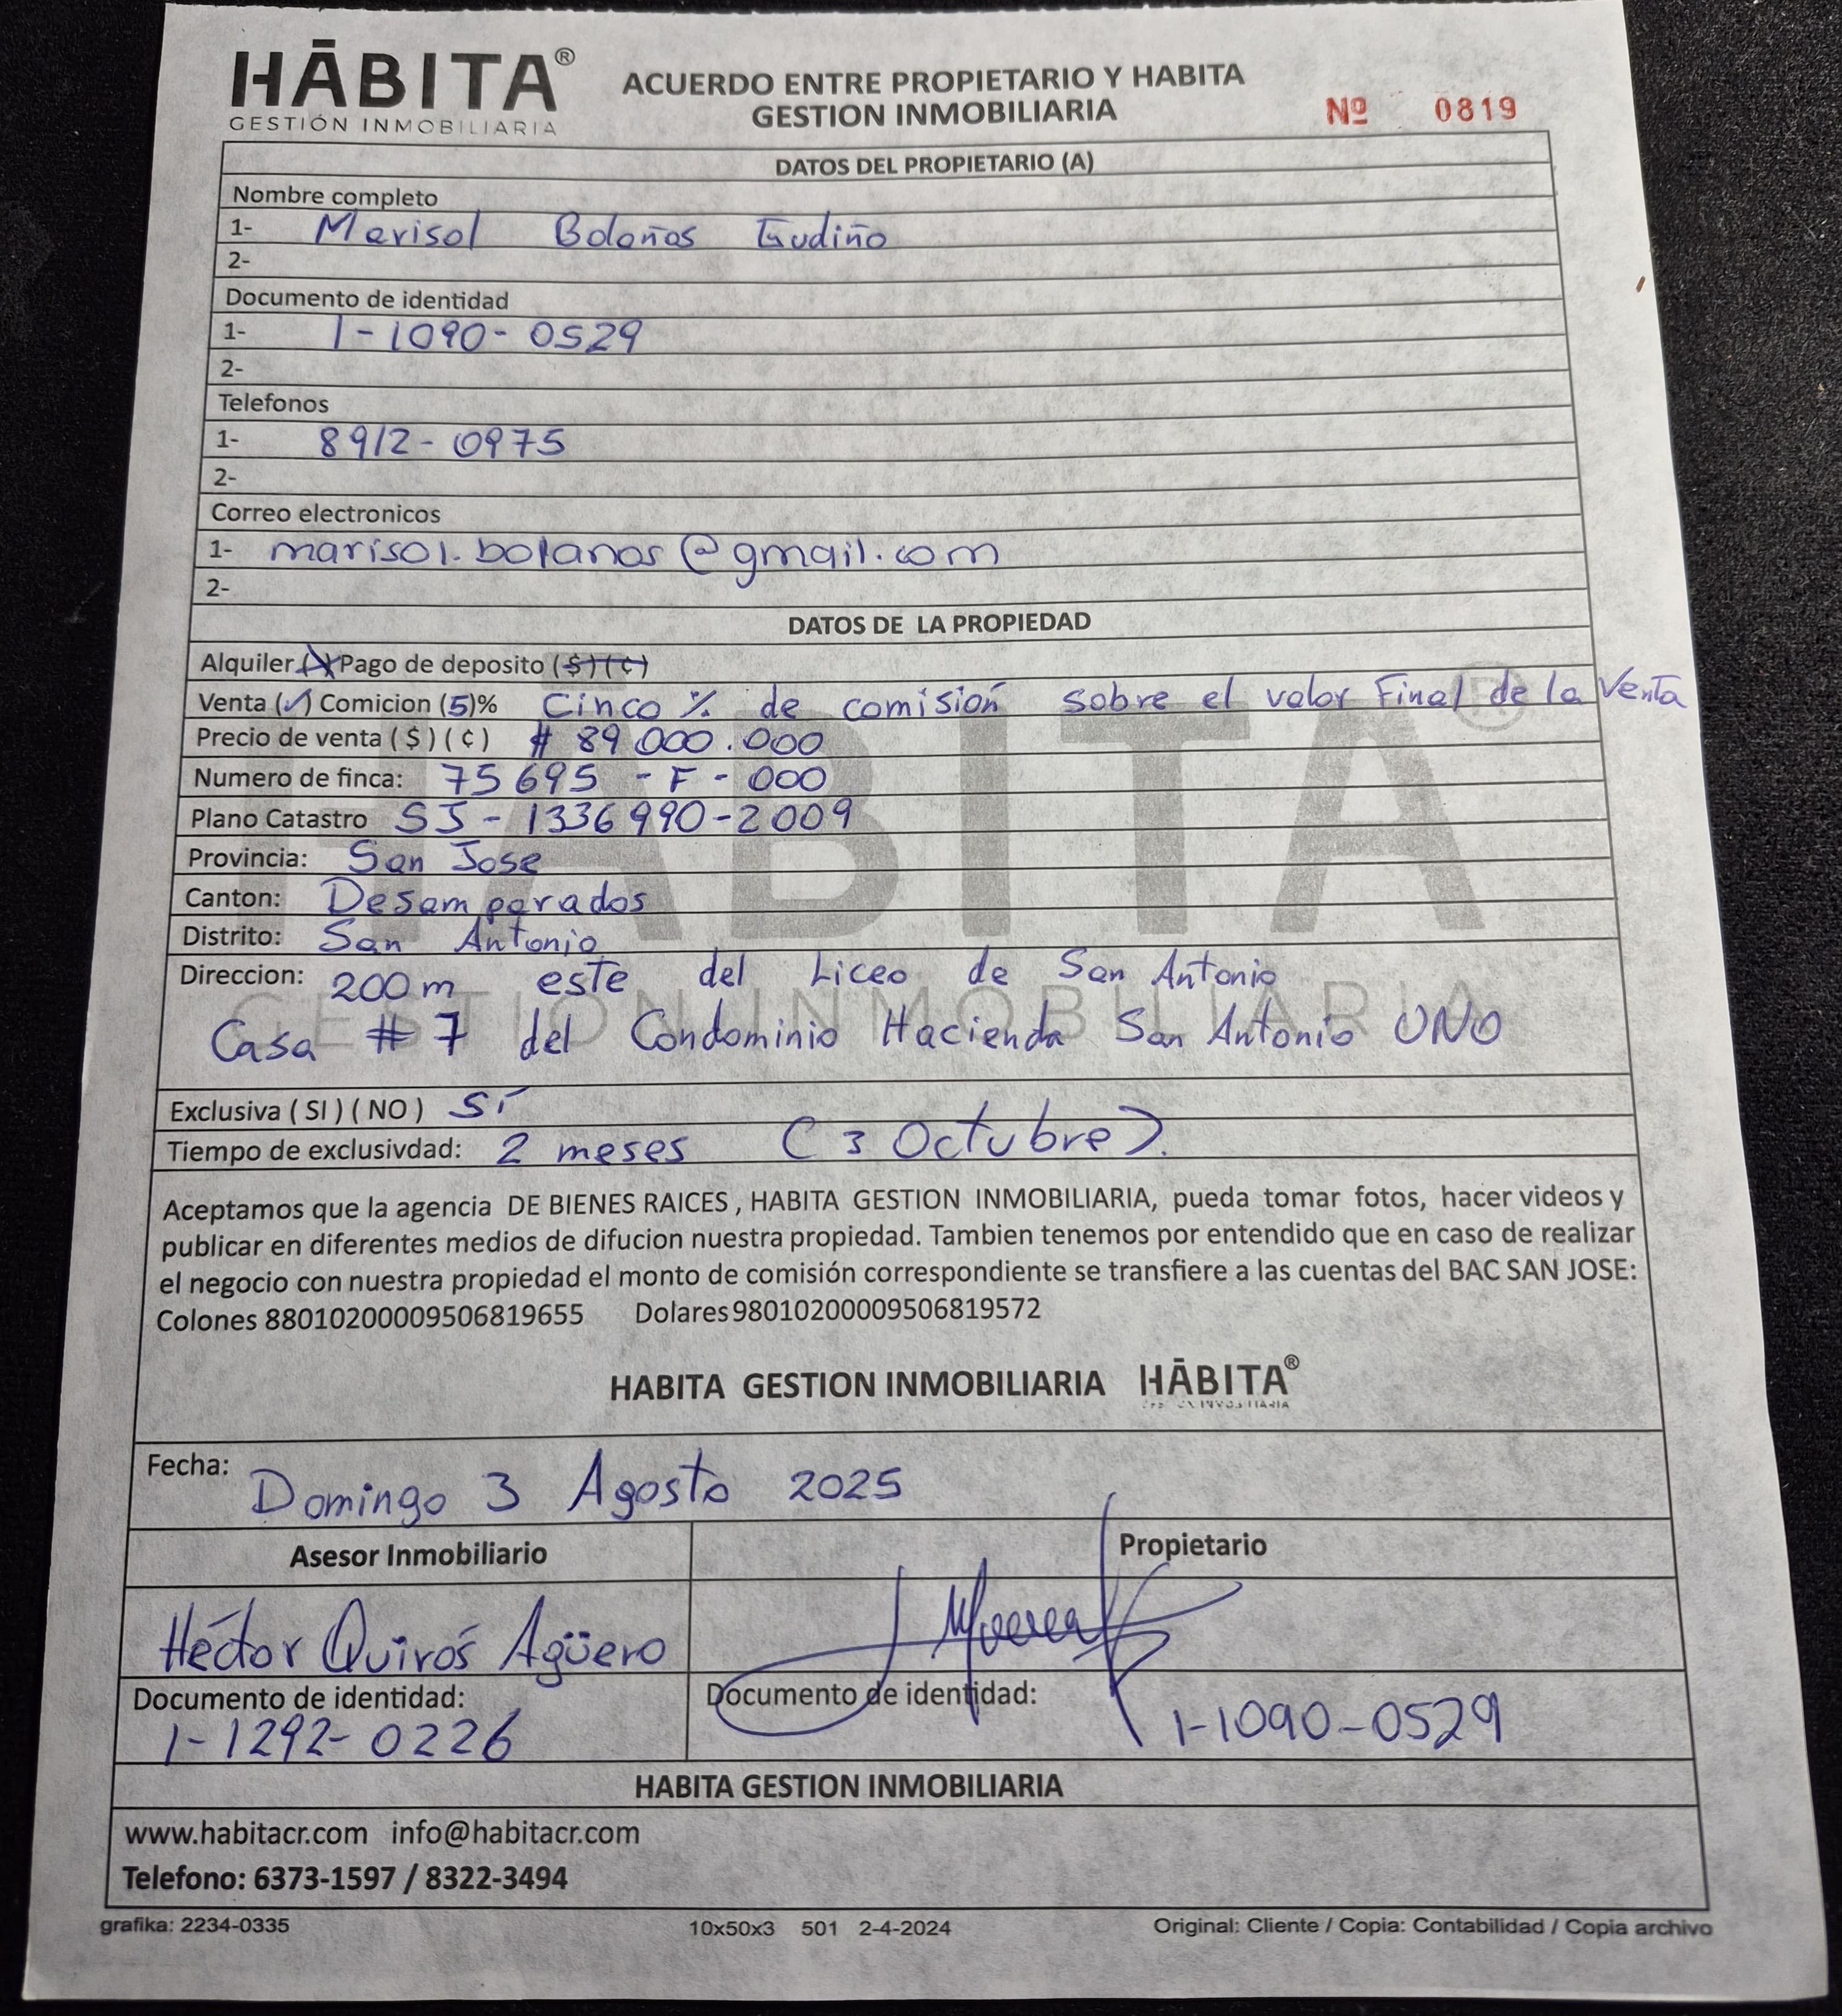 HĀBITA®
GESTIÓN INMOBILIARIA
ACUERDO ENTRE PROPIETARIO Y HABITA
GESTION INMOBILIARIA
Nº 0819
DATOS DEL PROPIETARIO (A)
Nombre completo
1- Marisol Bolaños Gudiño
2-
Documento de identidad
1- 1-1090-0529
2-
Telefonos
1- 8912-0975
2-
Correo electronicos
1- marisol.bolanos@gmail.com
2-
DATOS DE LA PROPIEDAD
Alquiler ( ) Pago de deposito ($) (¢)
Venta (✓) Comicion (5)% Cinco % de comisión sobre el valor Final de la Venta
Precio de venta ( $ ) ( ¢ ) ₡ 89 000.000
Numero de finca: 75695 - F - 000
Plano Catastro SJ - 1336990-2009
Provincia: San Jose
Canton: Desamparados
Distrito: San Antonio
Direccion: 200m este del Liceo de San Antonio
Casa # 7 del Condominio Hacienda San Antonio UNO
Exclusiva ( SI ) ( NO ) Sí
Tiempo de exclusivdad: 2 meses (3 Octubre).
Aceptamos que la agencia DE BIENES RAICES , HABITA GESTION INMOBILIARIA, pueda tomar fotos, hacer videos y
publicar en diferentes medios de difucion nuestra propiedad. Tambien tenemos por entendido que en caso de realizar
el negocio con nuestra propiedad el monto de comisión correspondiente se transfiere a las cuentas del BAC SAN JOSE:
Colones 88010200009506819655 Dolares 98010200009506819572
HABITA GESTION INMOBILIARIA HĀBITA®
Fecha: Domingo 3 Agosto 2025
Asesor Inmobiliario Propietario
Héctor Quirós Agüero
Documento de identidad: Documento de identidad:
1-1292-0226 1-1090-0529
HABITA GESTION INMOBILIARIA
www.habitacr.com info@habitacr.com
Telefono: 6373-1597 / 8322-3494
grafika: 2234-0335 10x50x3 501 2-4-2024 Original: Cliente / Copia: Contabilidad / Copia archivo